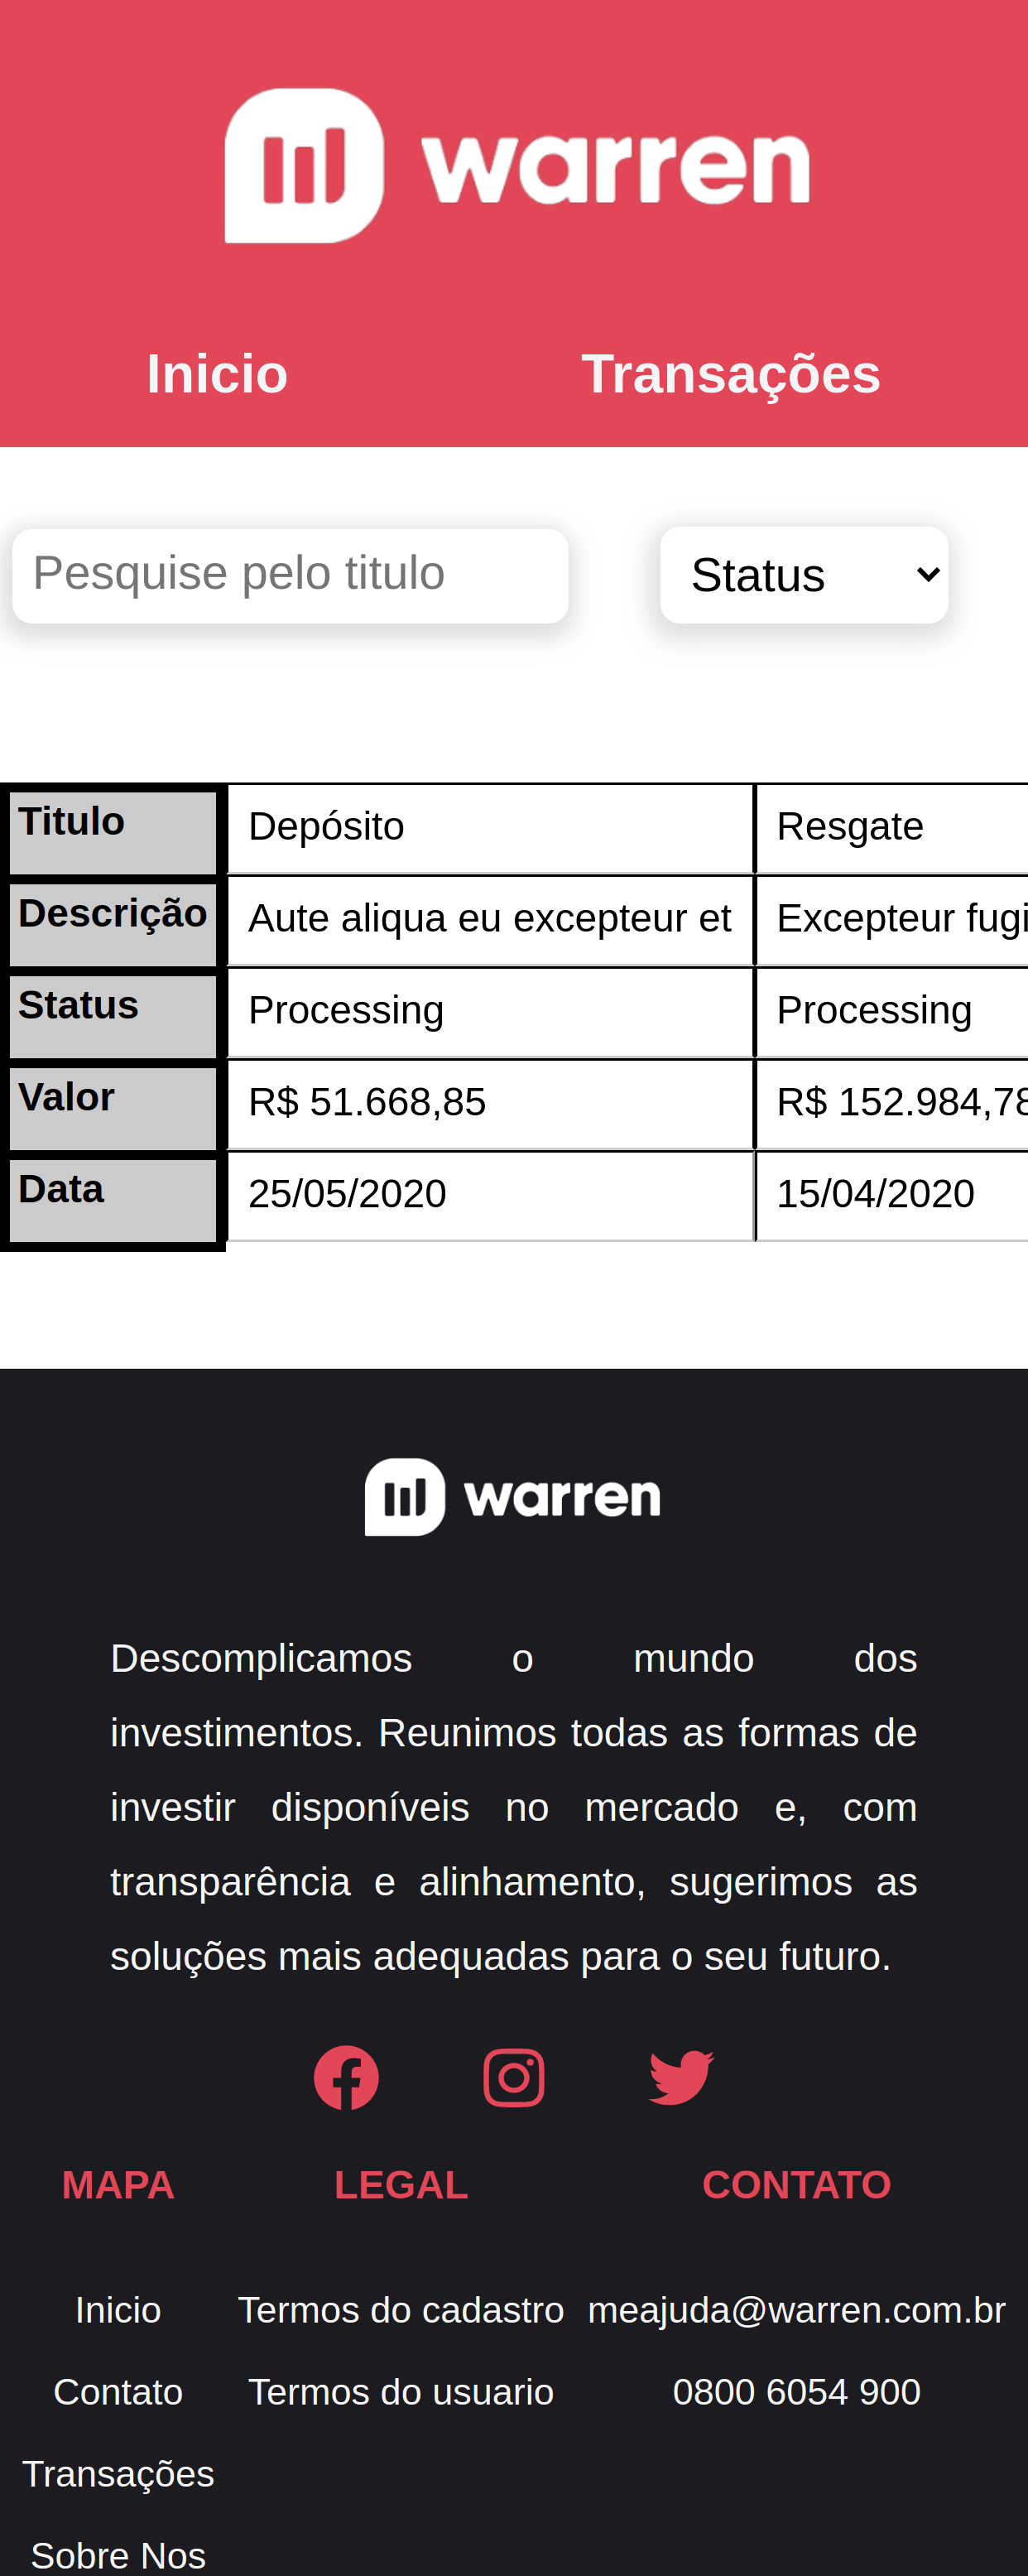 warren
Inicio Transações
Pesquise pelo titulo Status
Titulo Depósito Resgate
Descrição Aute aliqua eu excepteur et Excepteur fugi
Status Processing Processing
Valor R$ 51.668,85 R$ 152.984,78
Data 25/05/2020 15/04/2020
warren
Descomplicamos o mundo dos
investimentos. Reunimos todas as formas de
investir disponíveis no mercado e, com
transparência e alinhamento, sugerimos as
soluções mais adequadas para o seu futuro.
MAPA LEGAL CONTATO
Inicio Termos do cadastro meajuda@warren.com.br
Contato Termos do usuario 0800 6054 900
Transações
Sobre Nos